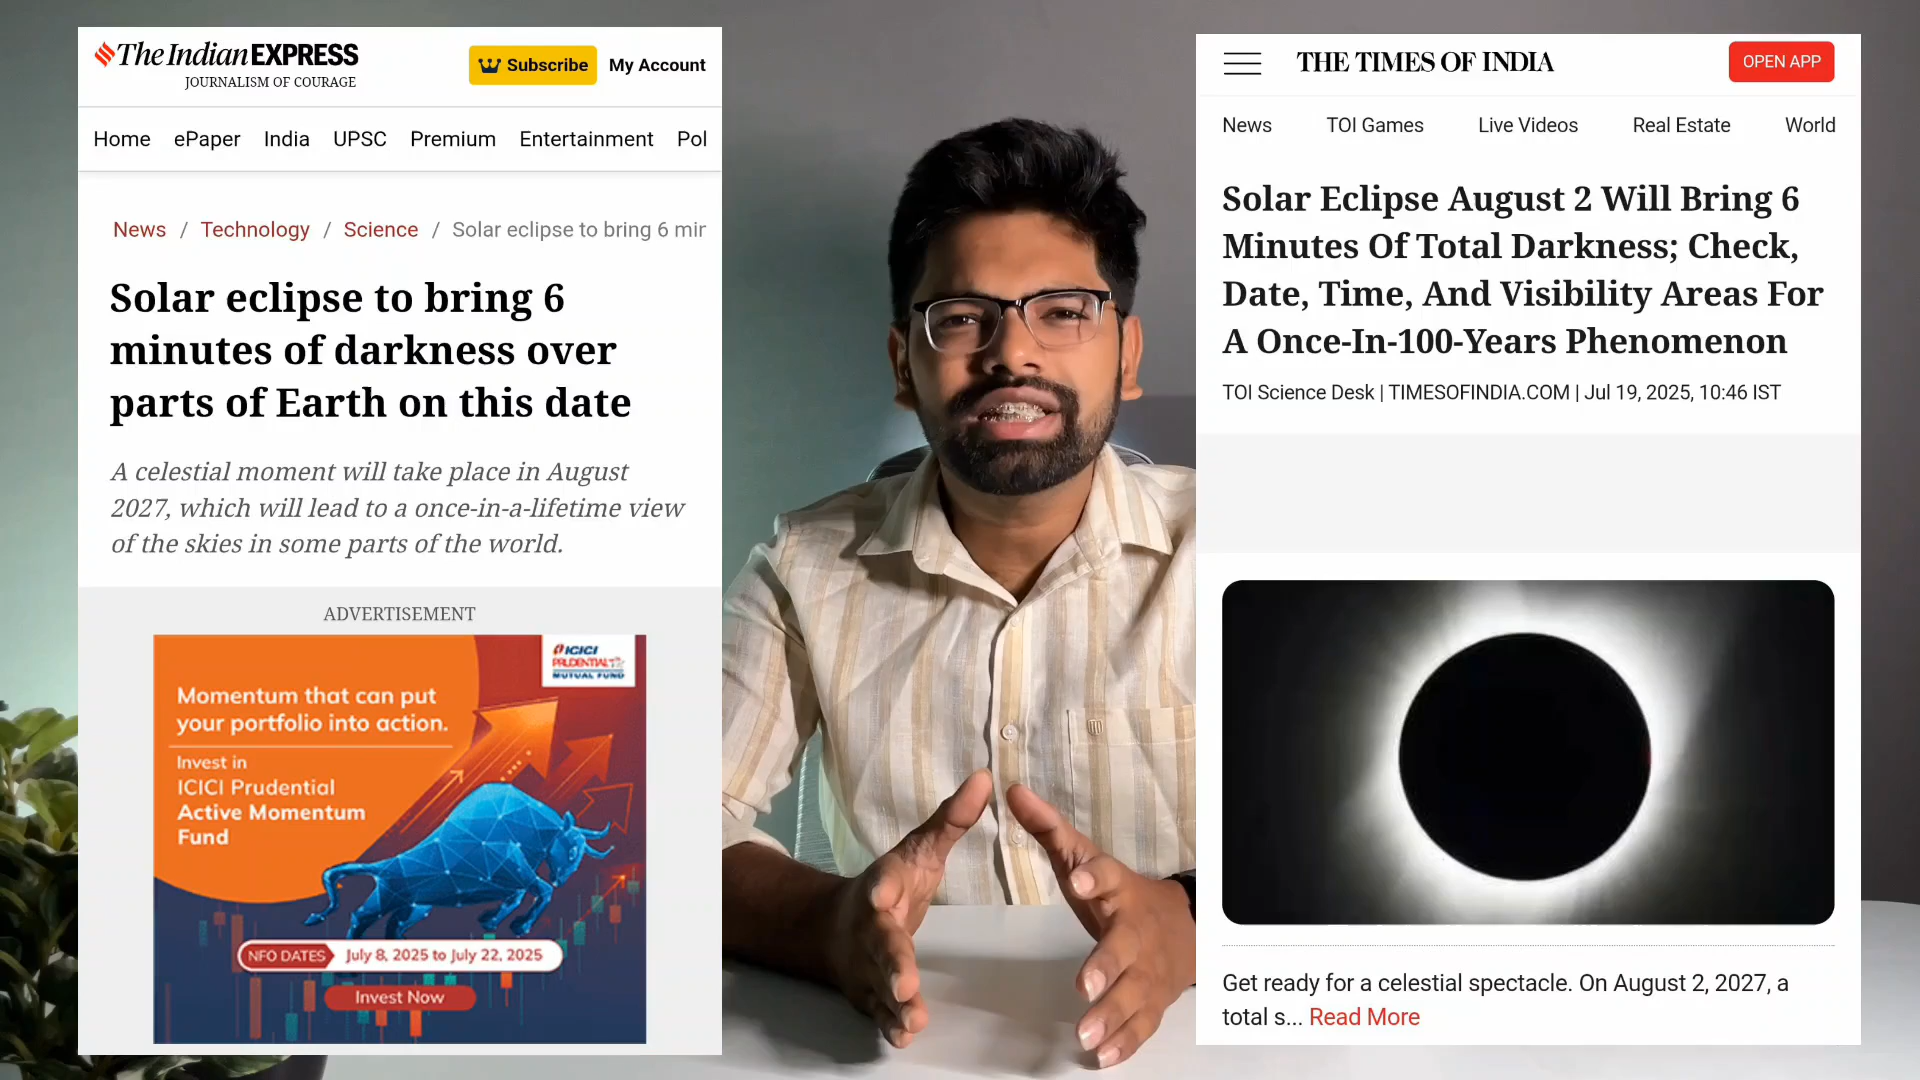 The Indian EXPRESS
JOURNALISM OF COURAGE
Subscribe
My Account
Home ePaper India UPSC Premium Entertainment Pol
News / Technology / Science / Solar eclipse to bring 6 mir
Solar eclipse to bring 6
minutes of darkness over
parts of Earth on this date
A celestial moment will take place in August
2027, which will lead to a once-in-a-lifetime view
of the skies in some parts of the world.
ADVERTISEMENT
ICICI
PRUDENTIAL
MUTUAL FUND
Momentum that can put
your portfolio into action.
Invest in
ICICI Prudential
Active Momentum
Fund
NFO DATES July 8, 2025 to July 22, 2025
Invest Now
THE TIMES OF INDIA
OPEN APP
News TOI Games Live Videos Real Estate World
Solar Eclipse August 2 Will Bring 6
Minutes Of Total Darkness; Check,
Date, Time, And Visibility Areas For
A Once-In-100-Years Phenomenon
TOI Science Desk | TIMESOFINDIA.COM | Jul 19, 2025, 10:46 IST
Get ready for a celestial spectacle. On August 2, 2027, a
total s... Read More